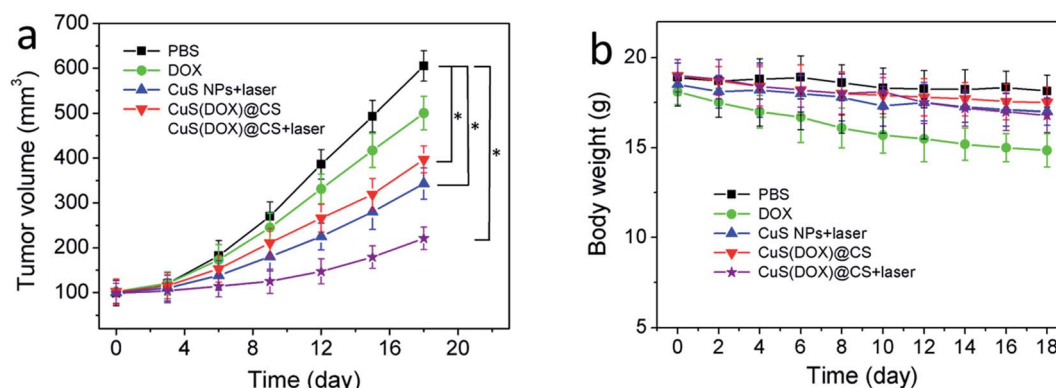 a
Tumor volume (mm³)
700
600
500
400
300
200
100
PBS
DOX
CuS NPs+laser
CuS(DOX)@CS
CuS(DOX)@CS+laser
*
*
*
0 4 8 12 16 20
Time (day)
b
Body weight (g)
20
15
10
5
PBS
DOX
CuS NPs+laser
CuS(DOX)@CS
CuS(DOX)@CS+laser
0 2 4 6 8 10 12 14 16 18
Time (day)